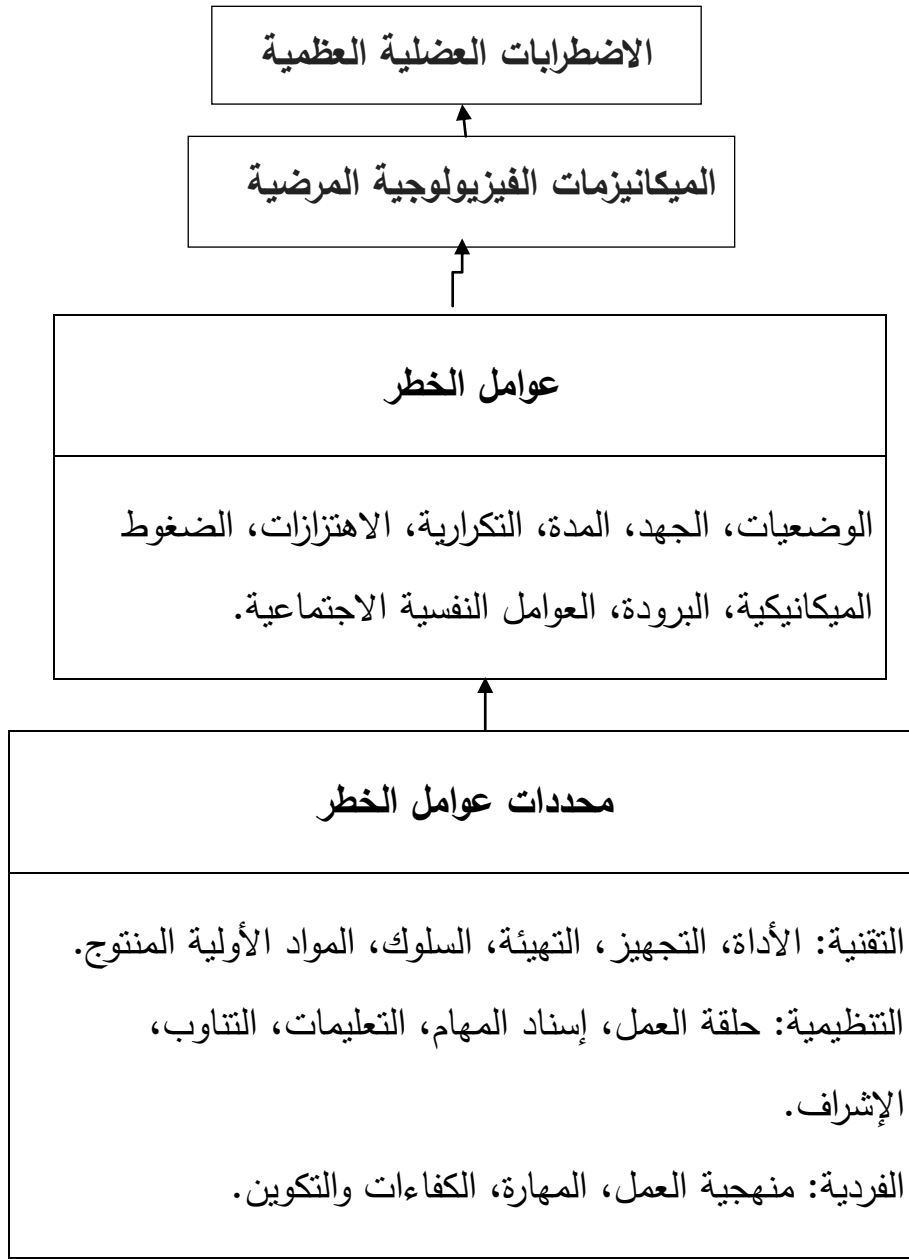 الاضطرابات العضلية العظمية
الميكانيزمات الفيزيولوجية المرضية
عوامل الخطر
الوضعيات، الجهد، المدة، التكرارية، الاهتزازات، الضغوط
الميكانيكية، البرودة، العوامل النفسية الاجتماعية.
محددات عوامل الخطر
التقنية: الأداة، التجهيز، التهيئة، السلوك، المواد الأولية المنتوج.
التنظيمية: حلقة العمل، إسناد المهام، التعليمات، التناوب،
الإشراف.
الفردية: منهجية العمل، المهارة، الكفاءات والتكوين.